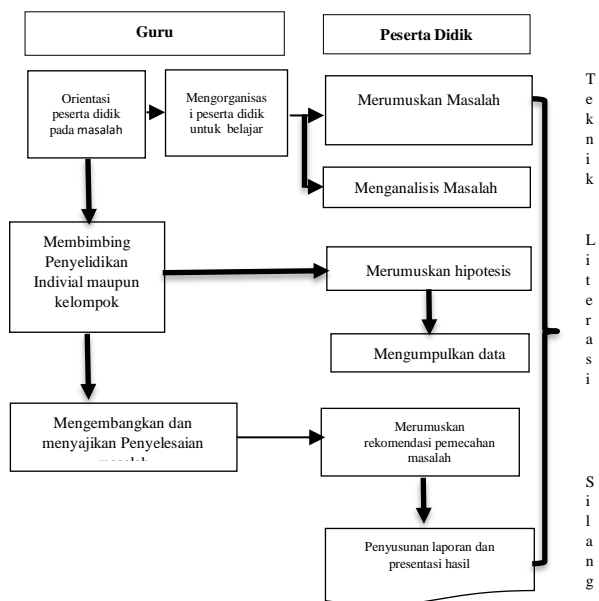 Guru
Peserta Didik
Orientasi
peserta didik
pada masalah
Mengorganisas
i peserta didik
untuk belajar
Merumuskan Masalah
Menganalisis Masalah
Membimbing
Penyelidikan
Indivial maupun
kelompok
Merumuskan hipotesis
Mengumpulkan data
Mengembangkan dan
menyajikan Penyelesaian
masalah
Merumuskan
rekomendasi pemecahan
masalah
Penyusunan laporan dan
presentasi hasil
T
e
k
n
i
k
L
i
t
e
r
a
s
i
S
i
l
a
n
g